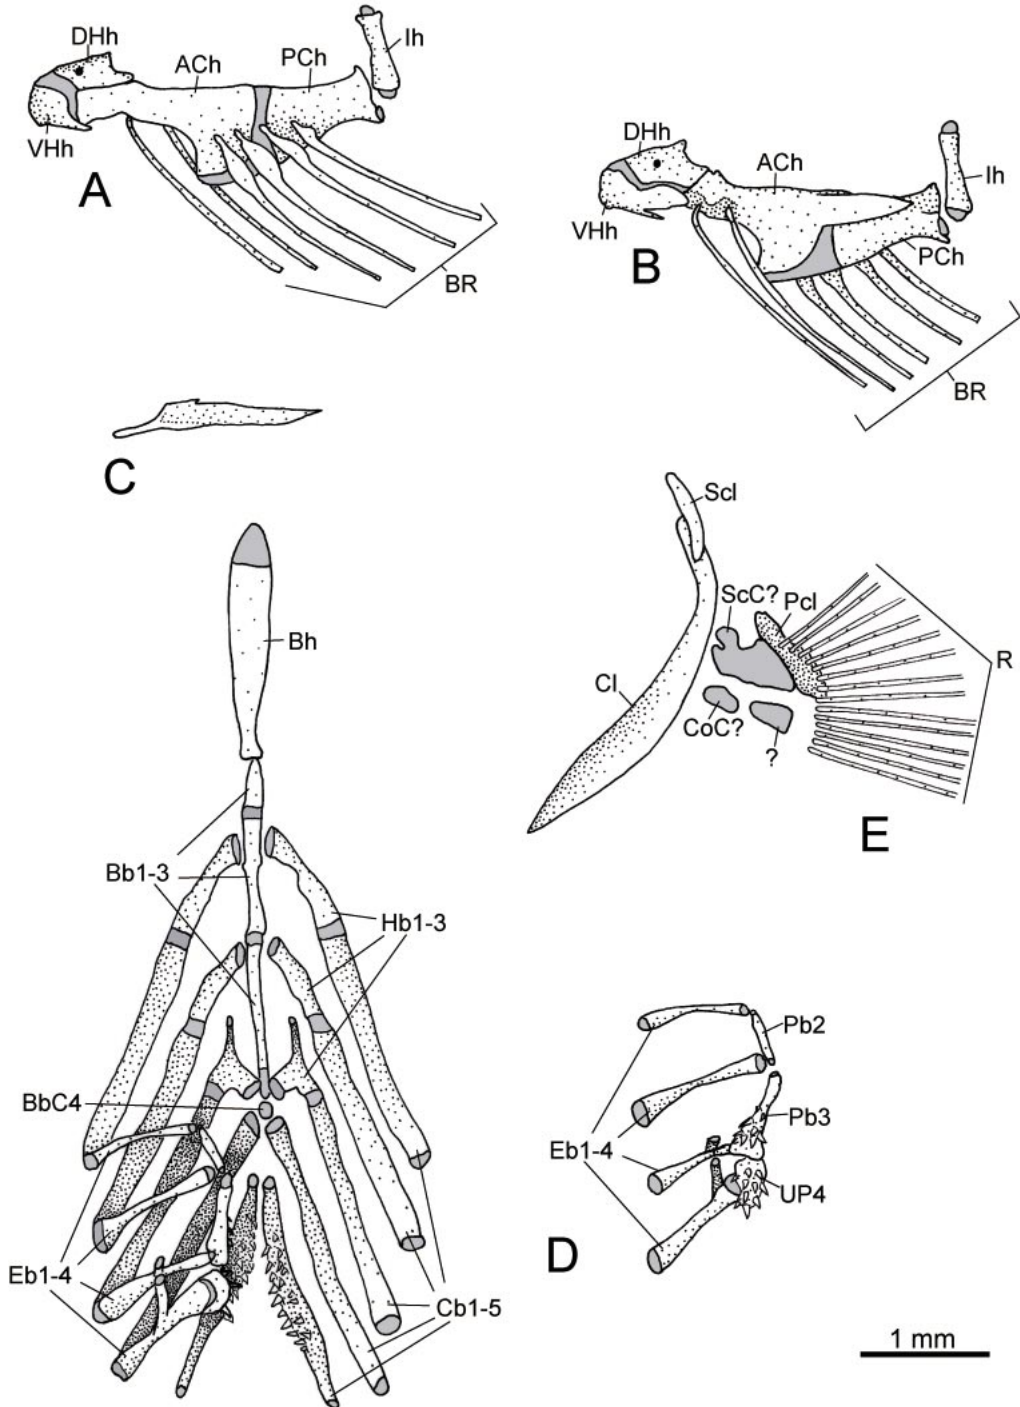 DHh
ACh
PCh
Ih
VHh
A
BR
DHh
ACh
Ih
VHh
B
PCh
BR
C
Scl
ScC?
Pcl
R
Cl
CoC?
?
E
Bh
Bb1-3
Hb1-3
BbC4
Eb1-4
Cb1-5
Pb2
Pb3
Eb1-4
UP4
D
1 mm